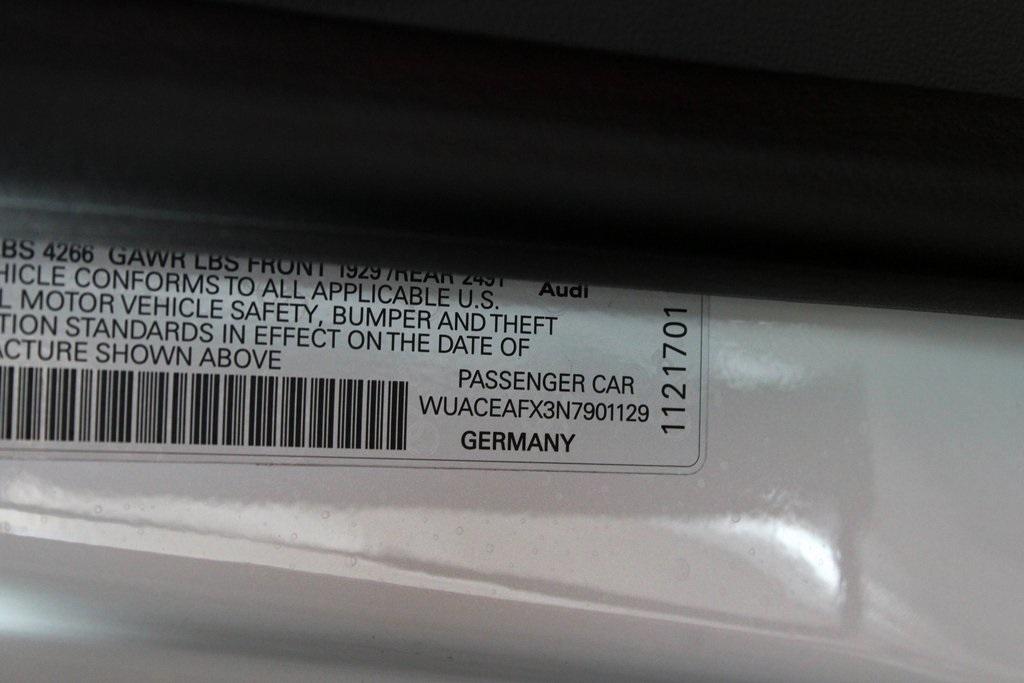 BS 4266 GAWR LBS FRONT 1929 /REAR 2491
HICLE CONFORMS TO ALL APPLICABLE U.S.
L MOTOR VEHICLE SAFETY, BUMPER AND THEFT
TION STANDARDS IN EFFECT ON THE DATE OF
ACTURE SHOWN ABOVE
Audi
PASSENGER CAR
WUACEAFX3N7901129
GERMANY
1121701